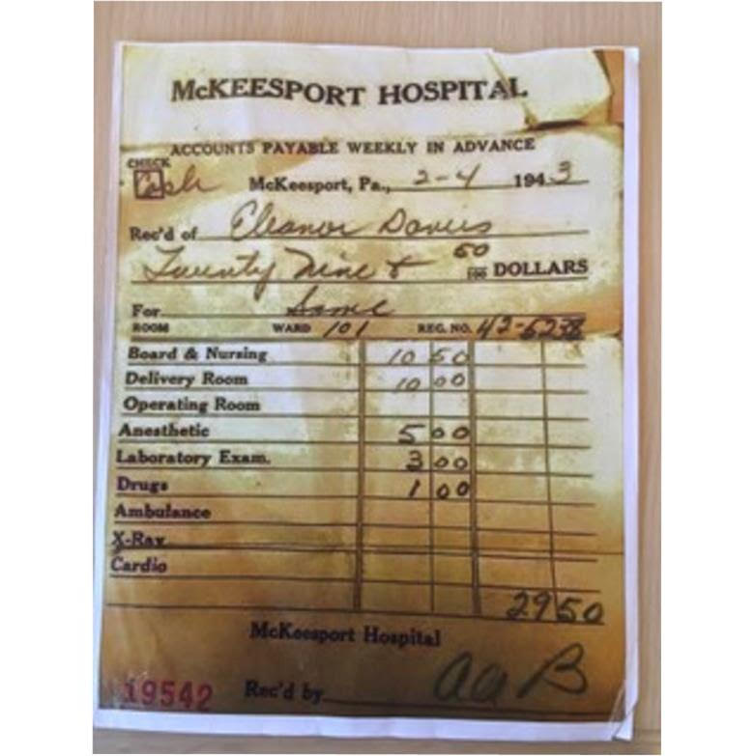 McKEESPORT HOSPITAL
ACCOUNTS PAYABLE WEEKLY IN ADVANCE
CHECK
Cash McKeesport, Pa., 2-4 1943
Rec'd of Eleanor Davies
Twenty Nine & 50/100 DOLLARS
For Same
ROOM WARD 101 REG. NO. 42-5238
Board & Nursing 10 50
Delivery Room 10 00
Operating Room
Anesthetic 5 00
Laboratory Exam. 3 00
Drugs 1 00
Ambulance
X-Ray
Cardio
29 50
McKeesport Hospital
19542 Rec'd by aaB